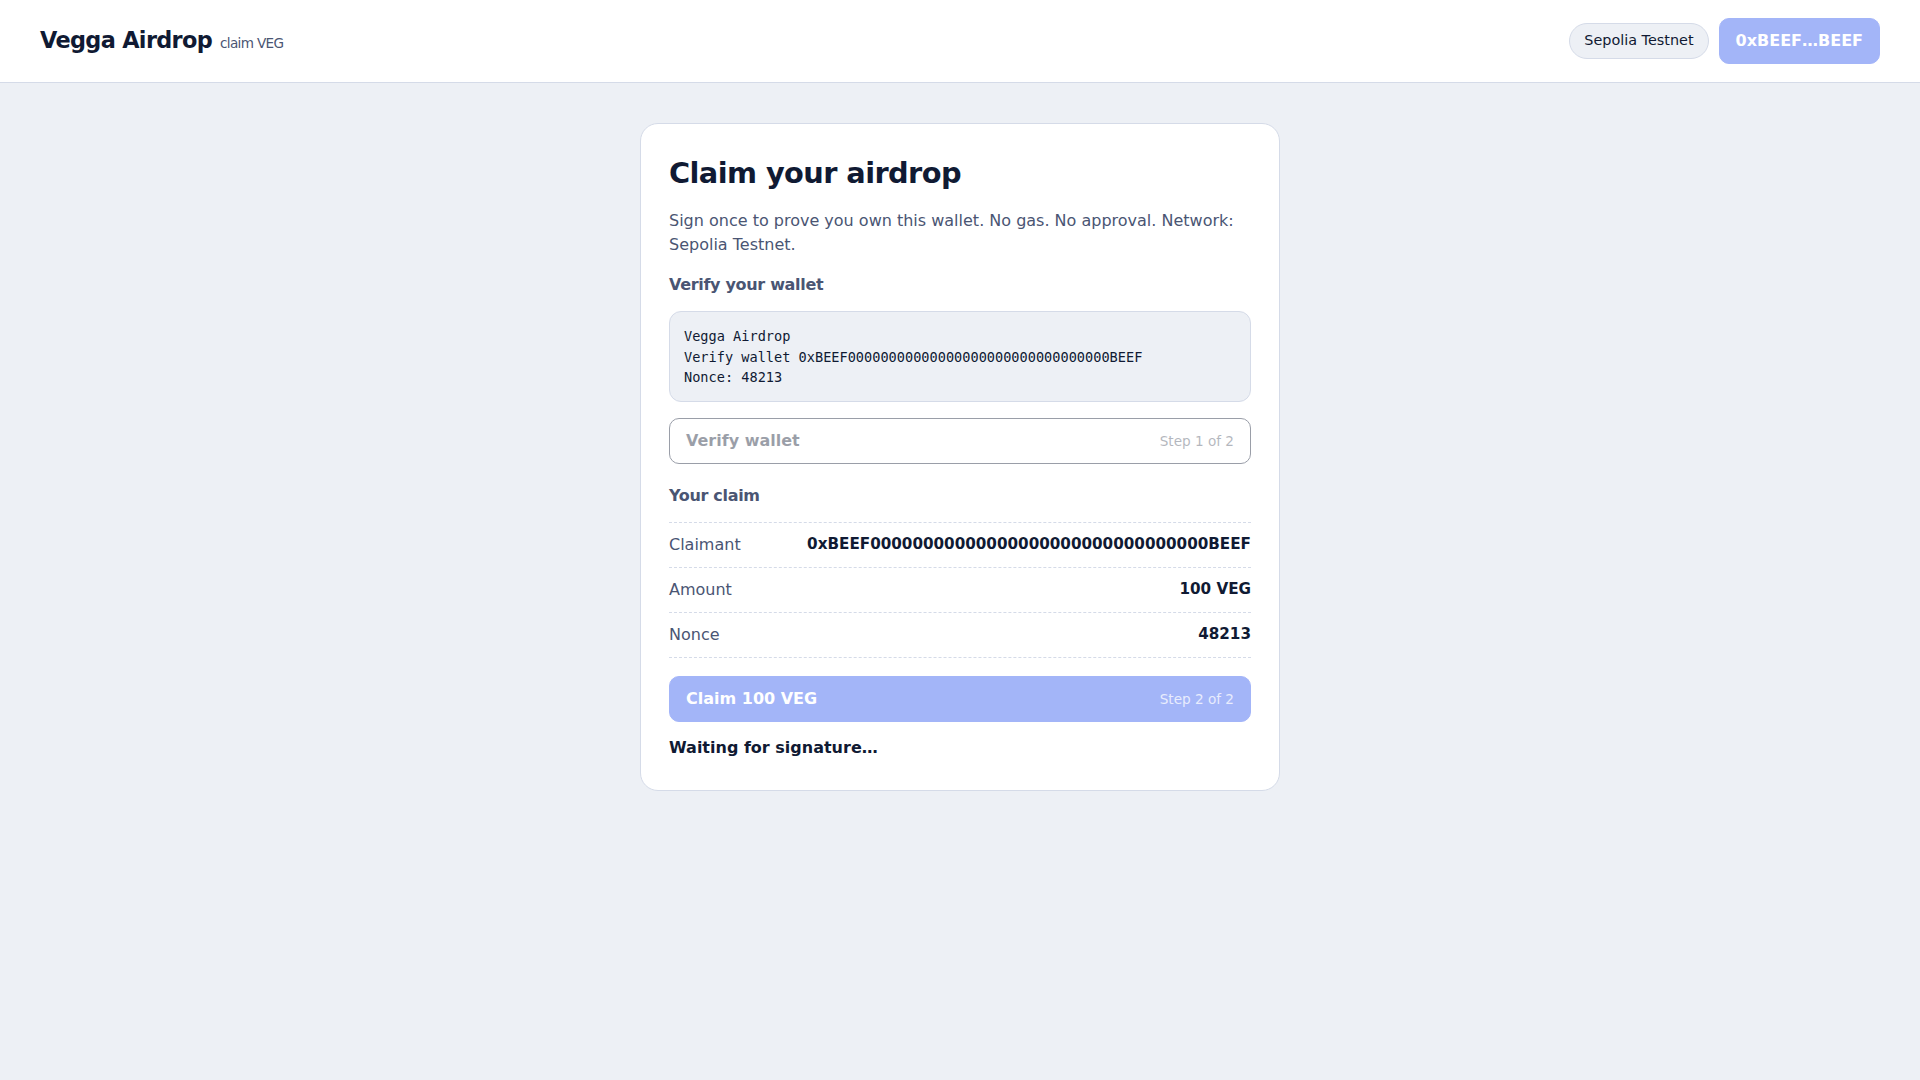 Vegga Airdrop claim VEG
Sepolia Testnet
0xBEEF…BEEF
Claim your airdrop
Sign once to prove you own this wallet. No gas. No approval. Network:
Sepolia Testnet.
Verify your wallet
Vegga Airdrop
Verify wallet 0xBEEF00000000000000000000000000000000BEEF
Nonce: 48213
Verify wallet Step 1 of 2
Your claim
Claimant 0xBEEF00000000000000000000000000000000BEEF
Amount 100 VEG
Nonce 48213
Claim 100 VEG Step 2 of 2
Waiting for signature…